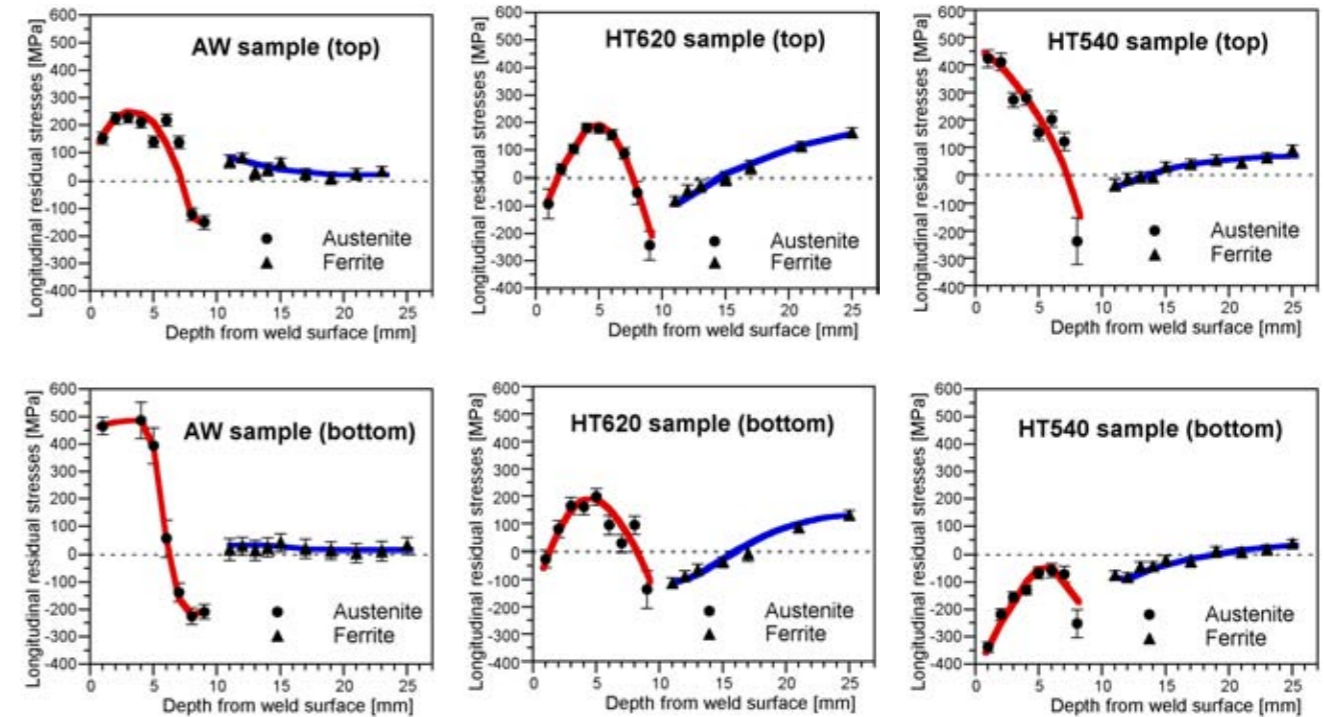 AW sample (top)
Longitudinal residual stresses [MPa]
600
500
400
300
200
100
0
-100
-200
-300
-400
Austenite
Ferrite
0 5 10 15 20 25
Depth from weld surface [mm]
HT620 sample (top)
Longitudinal residual stresses [MPa]
600
500
400
300
200
100
0
-100
-200
-300
-400
Austenite
Ferrite
0 5 10 15 20 25
Depth from weld surface [mm]
HT540 sample (top)
Longitudinal residual stresses [MPa]
600
500
400
300
200
100
0
-100
-200
-300
-400
Austenite
Ferrite
0 5 10 15 20 25
Depth from weld surface [mm]
AW sample (bottom)
Longitudinal residual stresses [MPa]
600
500
400
300
200
100
0
-100
-200
-300
-400
Austenite
Ferrite
0 5 10 15 20 25
Depth from weld surface [mm]
HT620 sample (bottom)
Longitudinal residual stresses [MPa]
600
500
400
300
200
100
0
-100
-200
-300
-400
Austenite
Ferrite
0 5 10 15 20 25
Depth from weld surface [mm]
HT540 sample (bottom)
Longitudinal residual stresses [MPa]
600
500
400
300
200
100
0
-100
-200
-300
-400
Austenite
Ferrite
0 5 10 15 20 25
Depth from weld surface [mm]